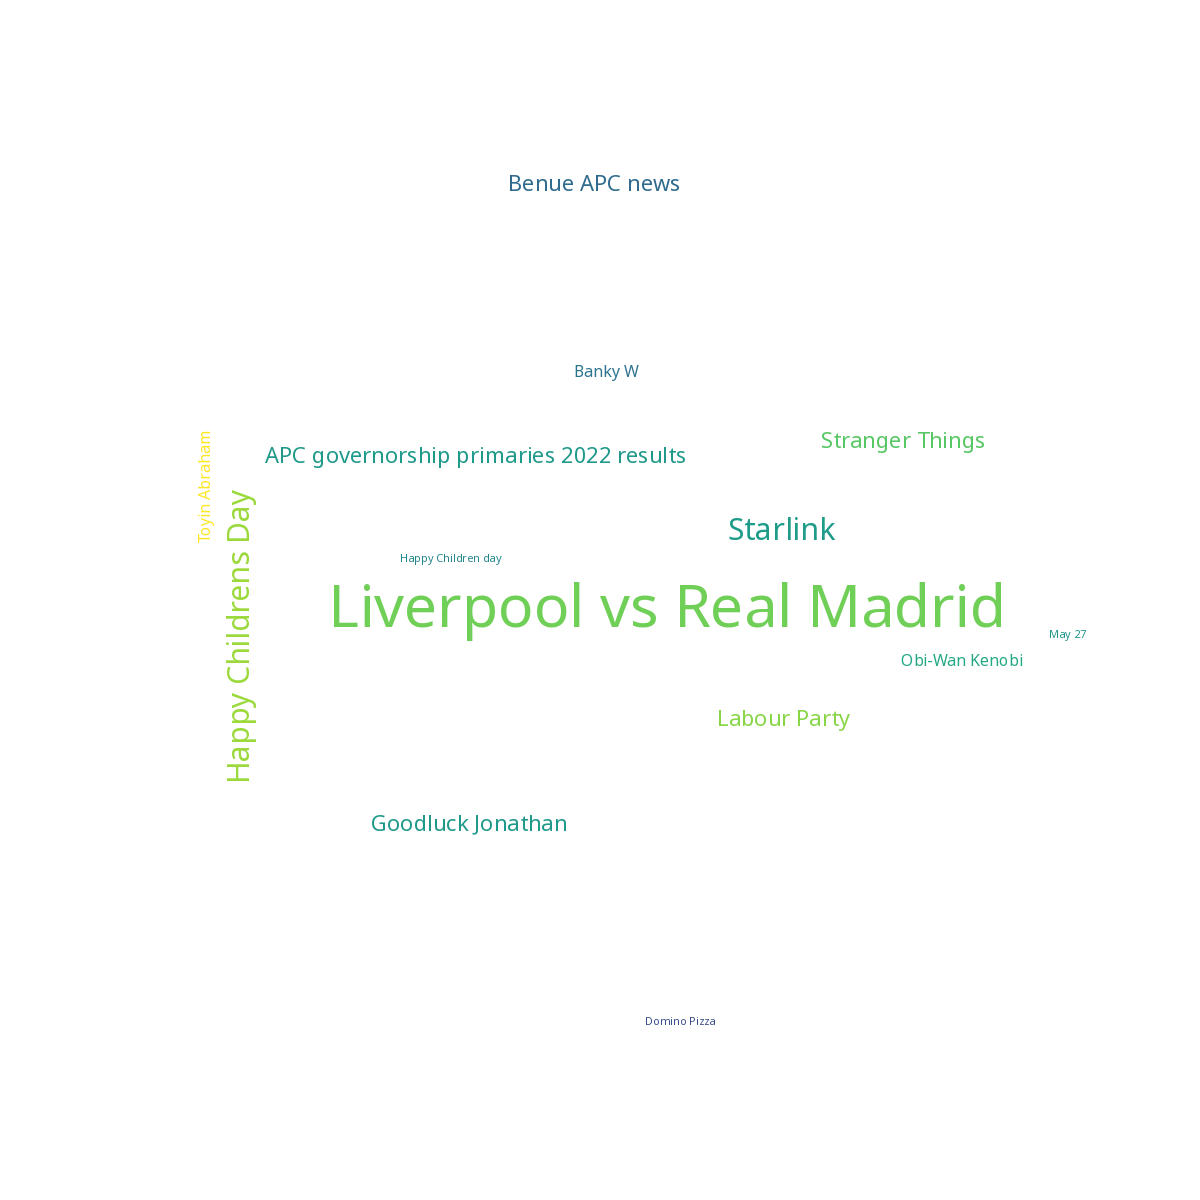 Benue APC news
Banky W
Stranger Things
APC governorship primaries 2022 results
Toyin Abraham
Happy Childrens Day
Starlink
Happy Children day
Liverpool vs Real Madrid
May 27
Obi-Wan Kenobi
Labour Party
Goodluck Jonathan
Domino Pizza